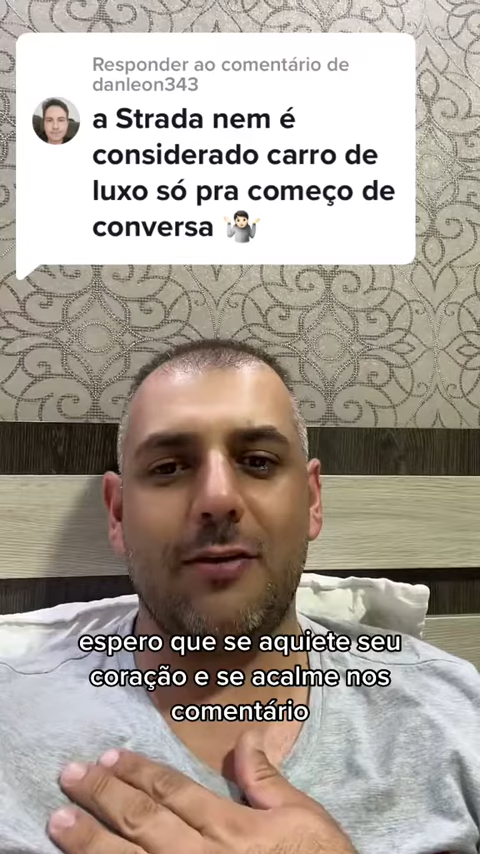 Responder ao comentário de
danleon343
a Strada nem é
considerado carro de
luxo só pra começo de
conversa 🤷🏻‍♂️
espero que se aquiete seu
coração e se acalme nos
comentário